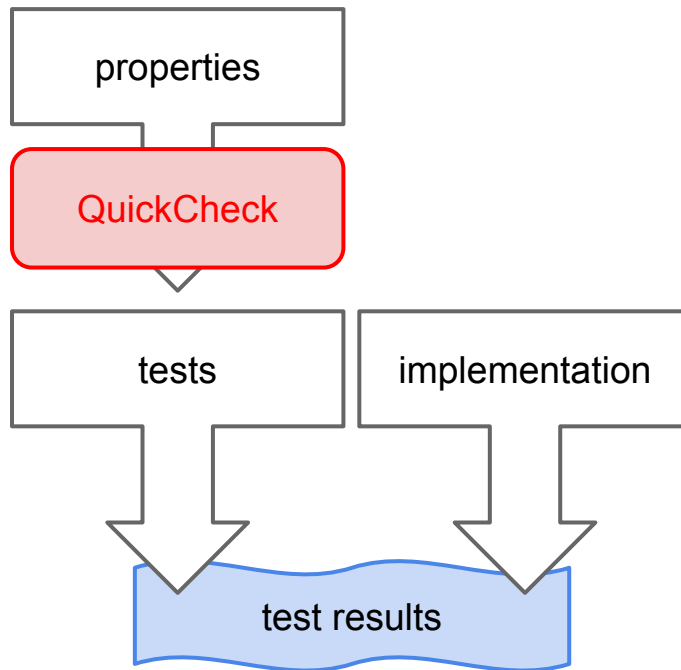 properties
QuickCheck
tests
implementation
test results